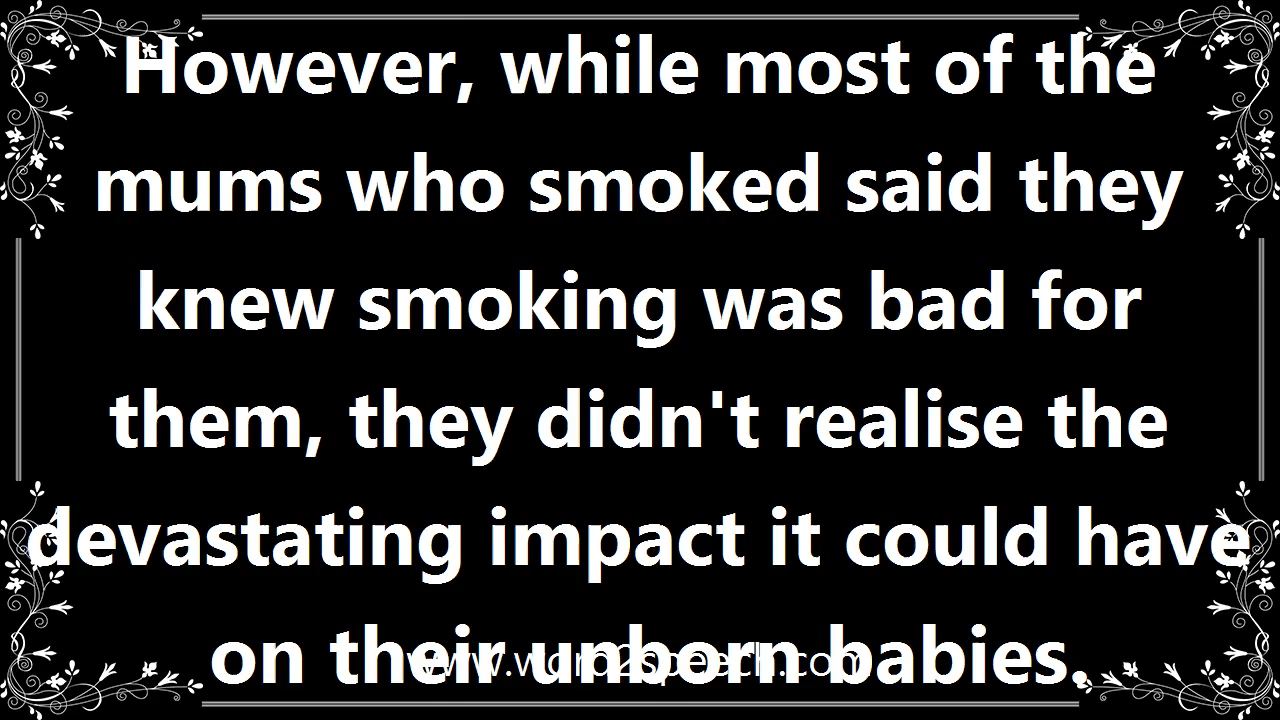 However, while most of the
mums who smoked said they
knew smoking was bad for
them, they didn't realise the
devastating impact it could have
on their unborn babies.
www.word2speech.com